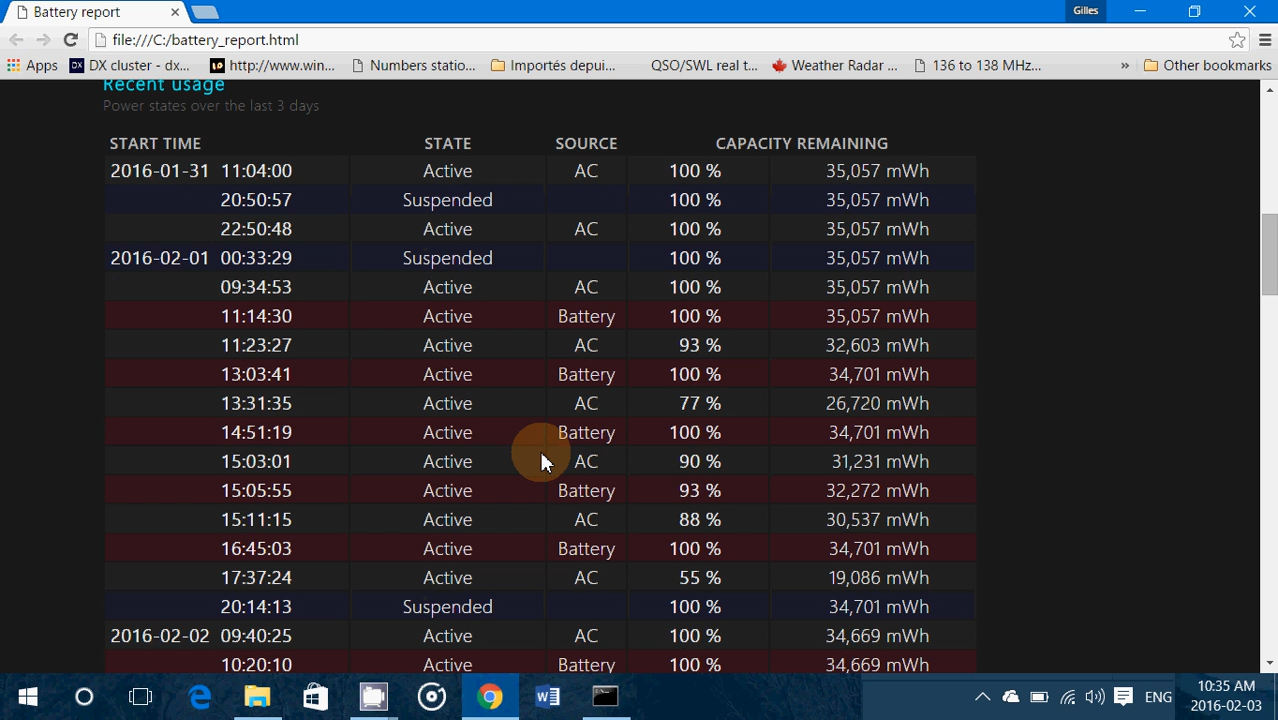 Battery report
Gilles
file:///C:/battery_report.html
Apps DX cluster - dx... http://www.win... Numbers statio... Importés depui... QSO/SWL real t... Weather Radar ... 136 to 138 MHz... » Other bookmarks
Recent usage
Power states over the last 3 days
START TIME STATE SOURCE CAPACITY REMAINING
2016-01-31 11:04:00 Active AC 100 % 35,057 mWh
20:50:57 Suspended 100 % 35,057 mWh
22:50:48 Active AC 100 % 35,057 mWh
2016-02-01 00:33:29 Suspended 100 % 35,057 mWh
09:34:53 Active AC 100 % 35,057 mWh
11:14:30 Active Battery 100 % 35,057 mWh
11:23:27 Active AC 93 % 32,603 mWh
13:03:41 Active Battery 100 % 34,701 mWh
13:31:35 Active AC 77 % 26,720 mWh
14:51:19 Active Battery 100 % 34,701 mWh
15:03:01 Active AC 90 % 31,231 mWh
15:05:55 Active Battery 93 % 32,272 mWh
15:11:15 Active AC 88 % 30,537 mWh
16:45:03 Active Battery 100 % 34,701 mWh
17:37:24 Active AC 55 % 19,086 mWh
20:14:13 Suspended 100 % 34,701 mWh
2016-02-02 09:40:25 Active AC 100 % 34,669 mWh
10:20:10 Active Battery 100 % 34,669 mWh
ENG
10:35 AM
2016-02-03